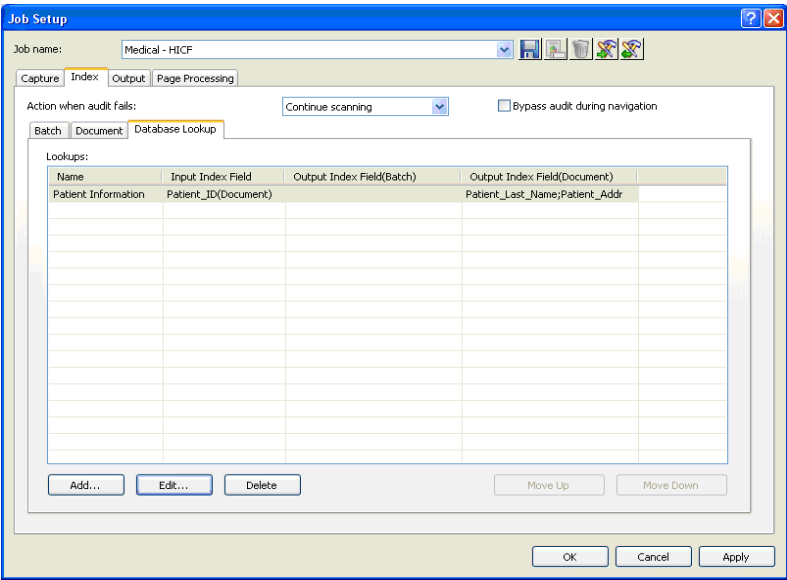 Job Setup
Job name: Medical - HICF
Capture Index Output Page Processing
Action when audit fails: Continue scanning Bypass audit during navigation
Batch Document Database Lookup
Lookups:
Name Input Index Field Output Index Field(Batch) Output Index Field(Document)
Patient Information Patient_ID(Document) Patient_Last_Name;Patient_Addr
Add... Edit... Delete Move Up Move Down
OK Cancel Apply